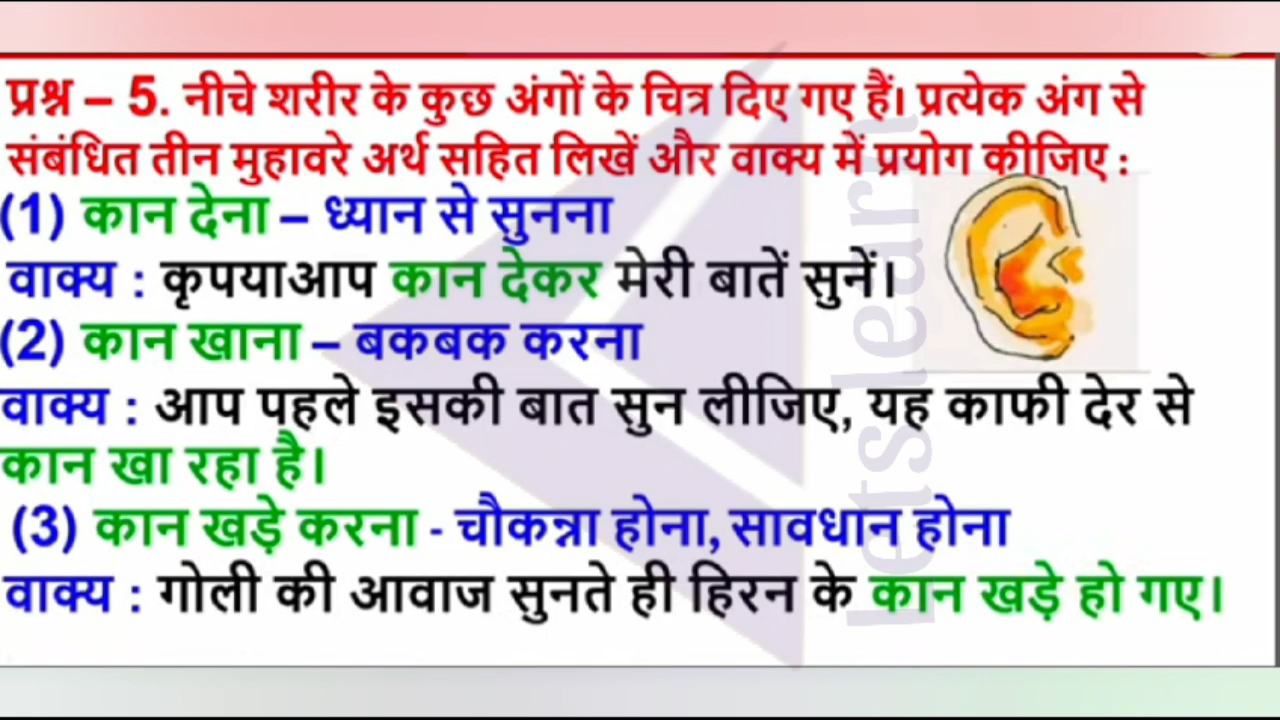 प्रश्न – 5. नीचे शरीर के कुछ अंगों के चित्र दिए गए हैं। प्रत्येक अंग से
संबंधित तीन मुहावरे अर्थ सहित लिखें और वाक्य में प्रयोग कीजिए :
(1) कान देना – ध्यान से सुनना
वाक्य : कृपयाआप कान देकर मेरी बातें सुनें।
(2) कान खाना – बकबक करना
वाक्य : आप पहले इसकी बात सुन लीजिए, यह काफी देर से
कान खा रहा है।
(3) कान खड़े करना - चौकन्ना होना, सावधान होना
वाक्य : गोली की आवाज सुनते ही हिरन के कान खड़े हो गए।
Letslearn